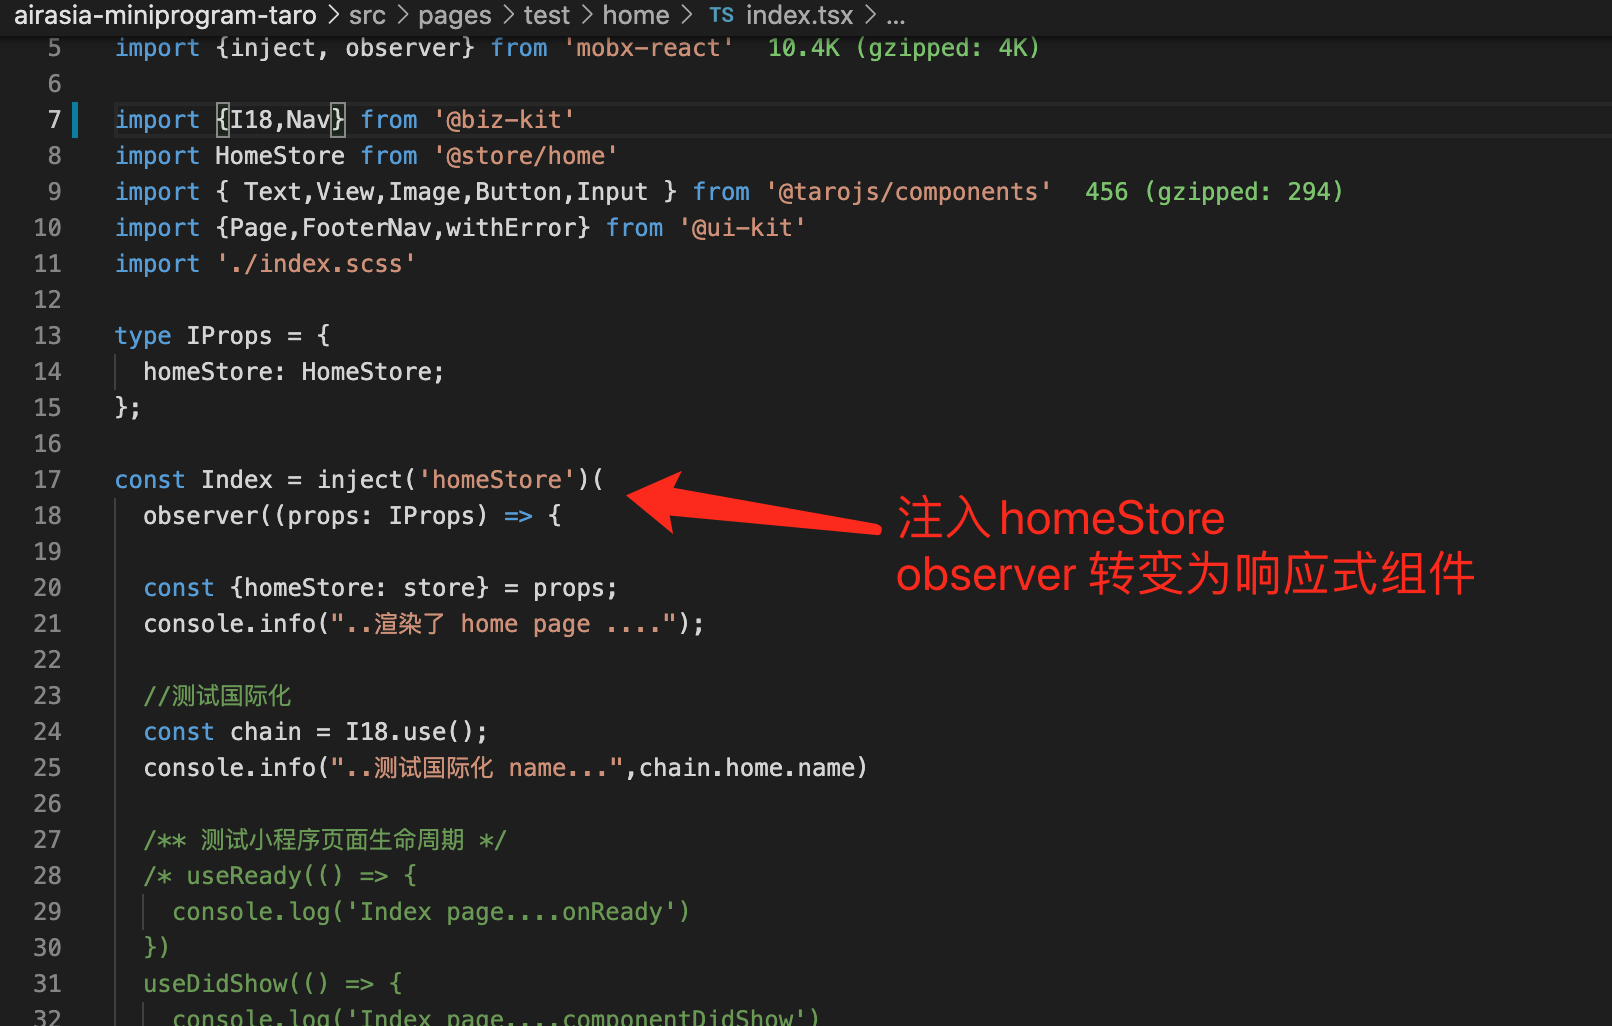 airasia-miniprogram-taro > src > pages > test > home > TS index.tsx > ...
5 import {inject, observer} from 'mobx-react' 10.4K (gzipped: 4K)
6
7 import {I18,Nav} from '@biz-kit'
8 import HomeStore from '@store/home'
9 import { Text,View,Image,Button,Input } from '@tarojs/components' 456 (gzipped: 294)
10 import {Page,FooterNav,withError} from '@ui-kit'
11 import './index.scss'
12
13 type IProps = {
14 homeStore: HomeStore;
15 };
16
17 const Index = inject('homeStore')(
18 observer((props: IProps) => {
19
20 const {homeStore: store} = props;
21 console.info("..渲染了 home page ....");
22
23 //测试国际化
24 const chain = I18.use();
25 console.info("..测试国际化 name...",chain.home.name)
26
27 /** 测试小程序页面生命周期 */
28 /* useReady(() => {
29 console.log('Index page....onReady')
30 })
31 useDidShow(() => {
32 console.log('Index page....componentDidShow')
注入 homeStore
observer 转变为响应式组件